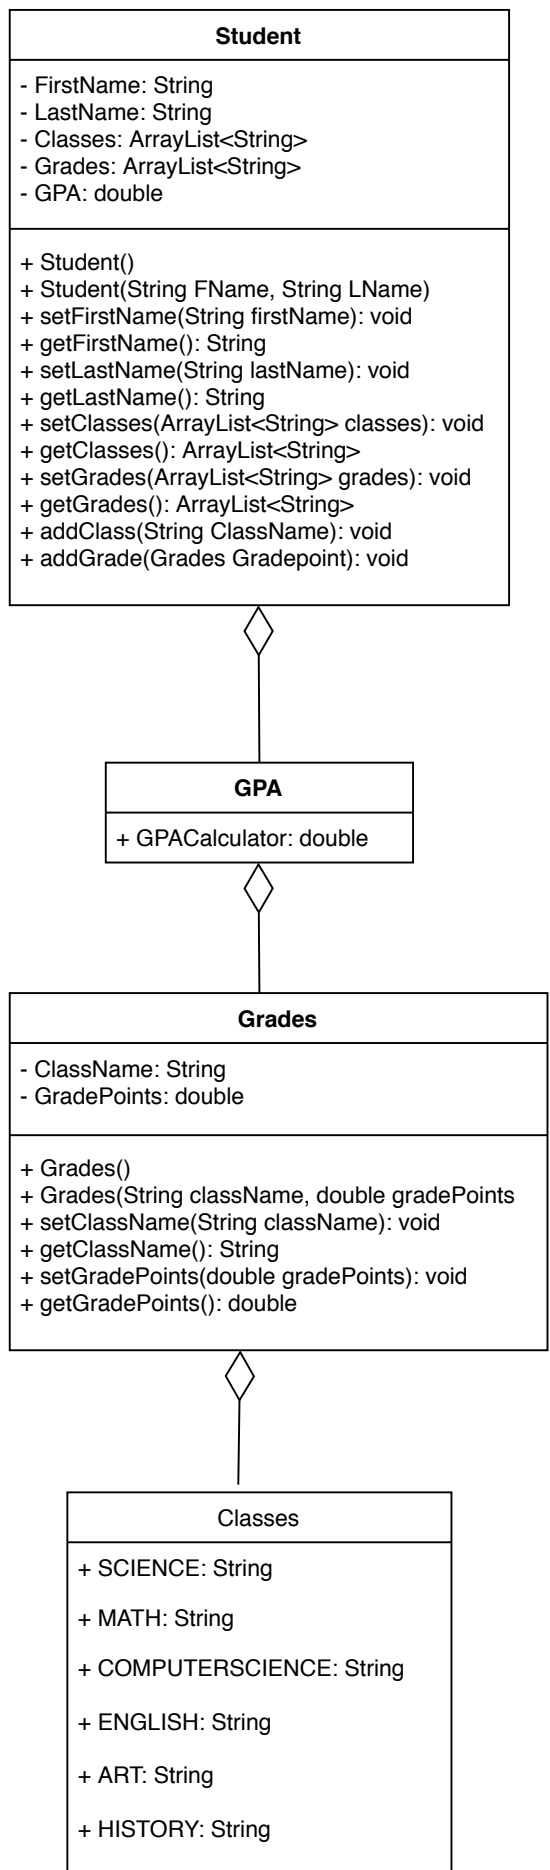 Student
- FirstName: String
- LastName: String
- Classes: ArrayList<String>
- Grades: ArrayList<String>
- GPA: double
+ Student()
+ Student(String FName, String LName)
+ setFirstName(String firstName): void
+ getFirstName(): String
+ setLastName(String lastName): void
+ getLastName(): String
+ setClasses(ArrayList<String> classes): void
+ getClasses(): ArrayList<String>
+ setGrades(ArrayList<String> grades): void
+ getGrades(): ArrayList<String>
+ addClass(String ClassName): void
+ addGrade(Grades Gradepoint): void
GPA
+ GPACalculator: double
Grades
- ClassName: String
- GradePoints: double
+ Grades()
+ Grades(String className, double gradePoints
+ setClassName(String className): void
+ getClassName(): String
+ setGradePoints(double gradePoints): void
+ getGradePoints(): double
Classes
+ SCIENCE: String
+ MATH: String
+ COMPUTERSCIENCE: String
+ ENGLISH: String
+ ART: String
+ HISTORY: String